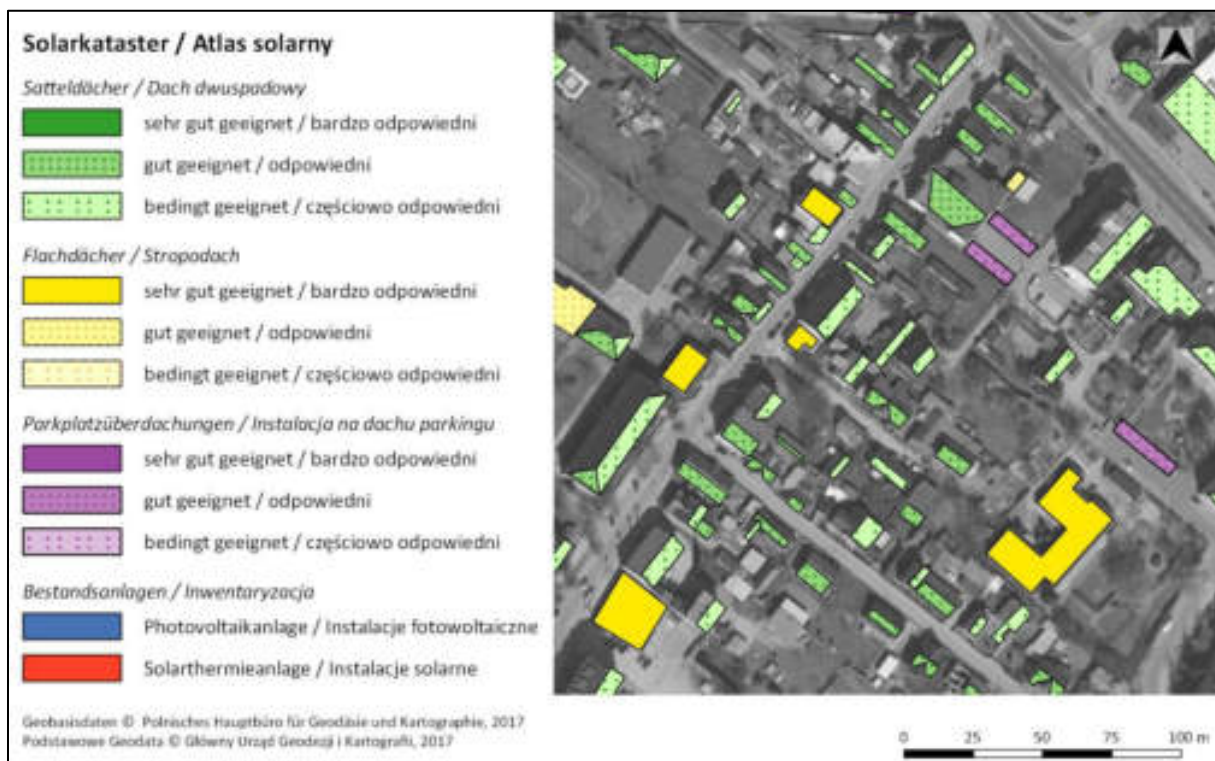 Solarkataster / Atlas solarny
Satteldächer / Dach dwuspadowy
sehr gut geeignet / bardzo odpowiedni
gut geeignet / odpowiedni
bedingt geeignet / częściowo odpowiedni
Flachdächer / Stropodach
sehr gut geeignet / bardzo odpowiedni
gut geeignet / odpowiedni
bedingt geeignet / częściowo odpowiedni
Parkplatzüberdachungen / Instalacja na dachu parkingu
sehr gut geeignet / bardzo odpowiedni
gut geeignet / odpowiedni
bedingt geeignet / częściowo odpowiedni
Bestandsanlagen / Inwentaryzacja
Photovoltaikanlage / Instalacje fotowoltaiczne
Solarthermieanlage / Instalacje solarne
Geobasisdaten © Polnisches Hauptbüro für Geodäsie und Kartographie, 2017
Podstawowe Geodata © Główny Urząd Geodezji i Kartografii, 2017
0 25 50 75 100 m